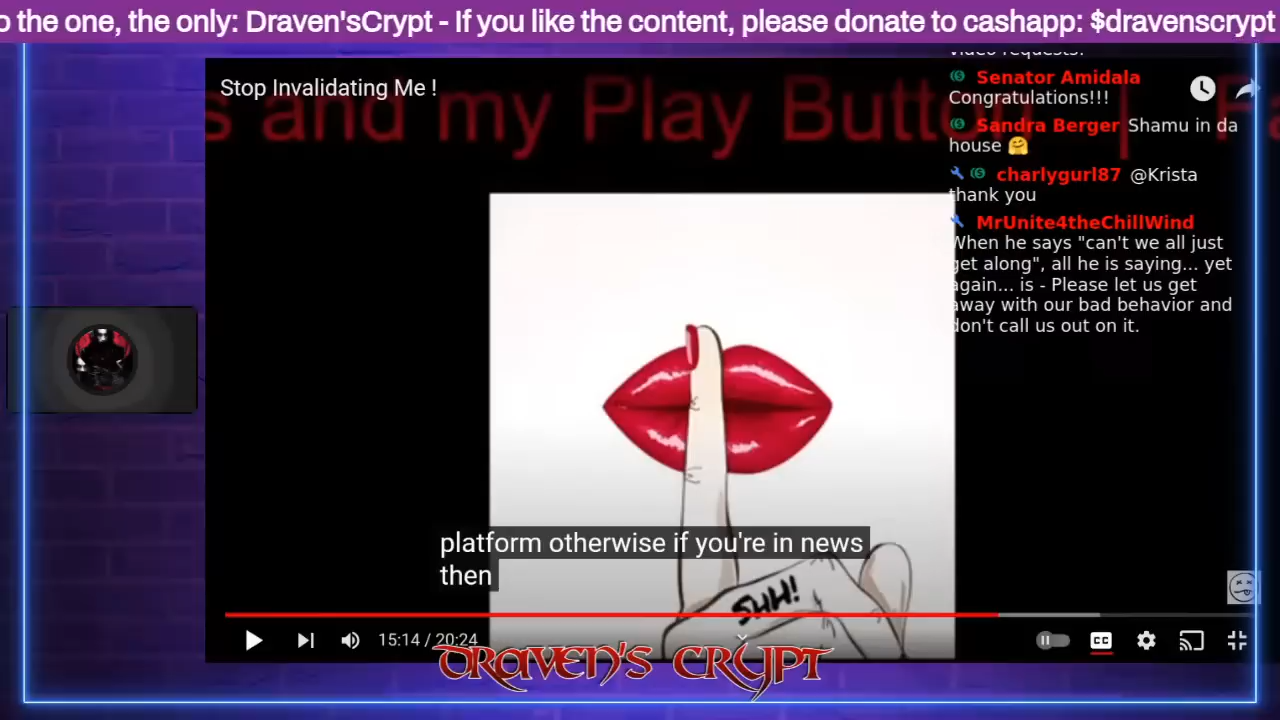 o the one, the only: Draven'sCrypt - If you like the content, please donate to cashapp: $dravenscrypt
Stop Invalidating Me !
s and my Play Butto
video requests!
Senator Amidala
Congratulations!!!
Sandra Berger Shamu in da
house 🤗
charlygurl87 @Krista
thank you
MrUnite4theChillWind
When he says "can't we all just
get along", all he is saying... yet
again... is - Please let us get
away with our bad behavior and
don't call us out on it.
platform otherwise if you're in news
then
SHH!
15:14 / 20:24
CC
DRAVEN'S CRYPT